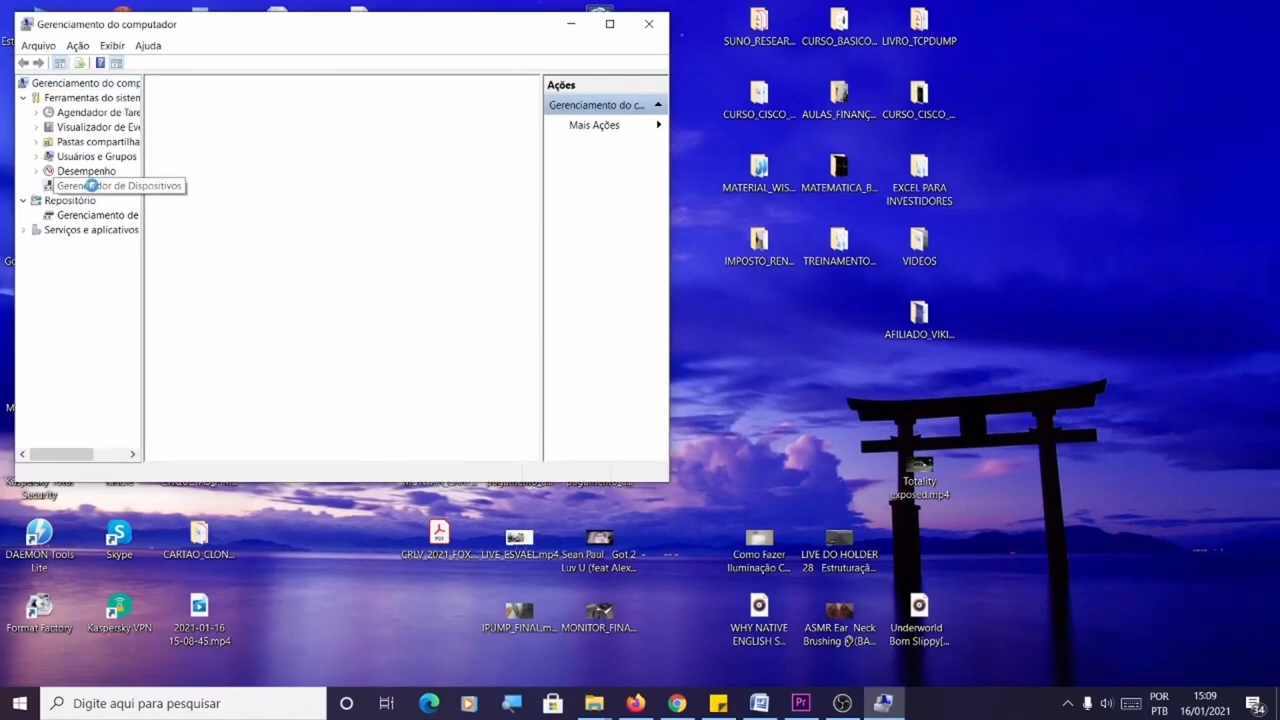 Gerenciamento do computador
Arquivo Ação Exibir Ajuda
Gerenciamento do comp
Ferramentas do sistem
Agendador de Tare
Visualizador de Eve
Pastas compartilha
Usuários e Grupos
Desempenho
Gerenciador de Dispositivos
Repositório
Gerenciamento de
Serviços e aplicativos
Ações
Gerenciamento do c...
Mais Ações
SUNO_RESEAR...
CURSO_BASICO...
LIVRO_TCPDUMP
CURSO_CISCO_...
AULAS_FINANÇ...
CURSO_CISCO_...
MATERIAL_WIS...
MATEMATICA_B...
EXCEL PARA
INVESTIDORES
IMPOSTO_REN...
TREINAMENTO...
VIDEOS
AFILIADO_VIKI...
Totality
exposed.mp4
Security
DAEMON Tools
Lite
Skype
CARTAO_CLON...
CRLV_2021_FOX...
LIVE_ESVAEL.mp4
Sean Paul Got 2
Luv U (feat Alex...
Como Fazer
Iluminação C...
LIVE DO HOLDER
28 Estruturaçã...
Format Factory
Kaspersky VPN
2021-01-16
15-08-45.mp4
IPUMP_FINAL.m...
MONITOR_FINA...
WHY NATIVE
ENGLISH S...
ASMR Ear Neck
Brushing (BA...
Underworld
Born Slippy[...
Digite aqui para pesquisar
POR
PTB
15:09
16/01/2021
34